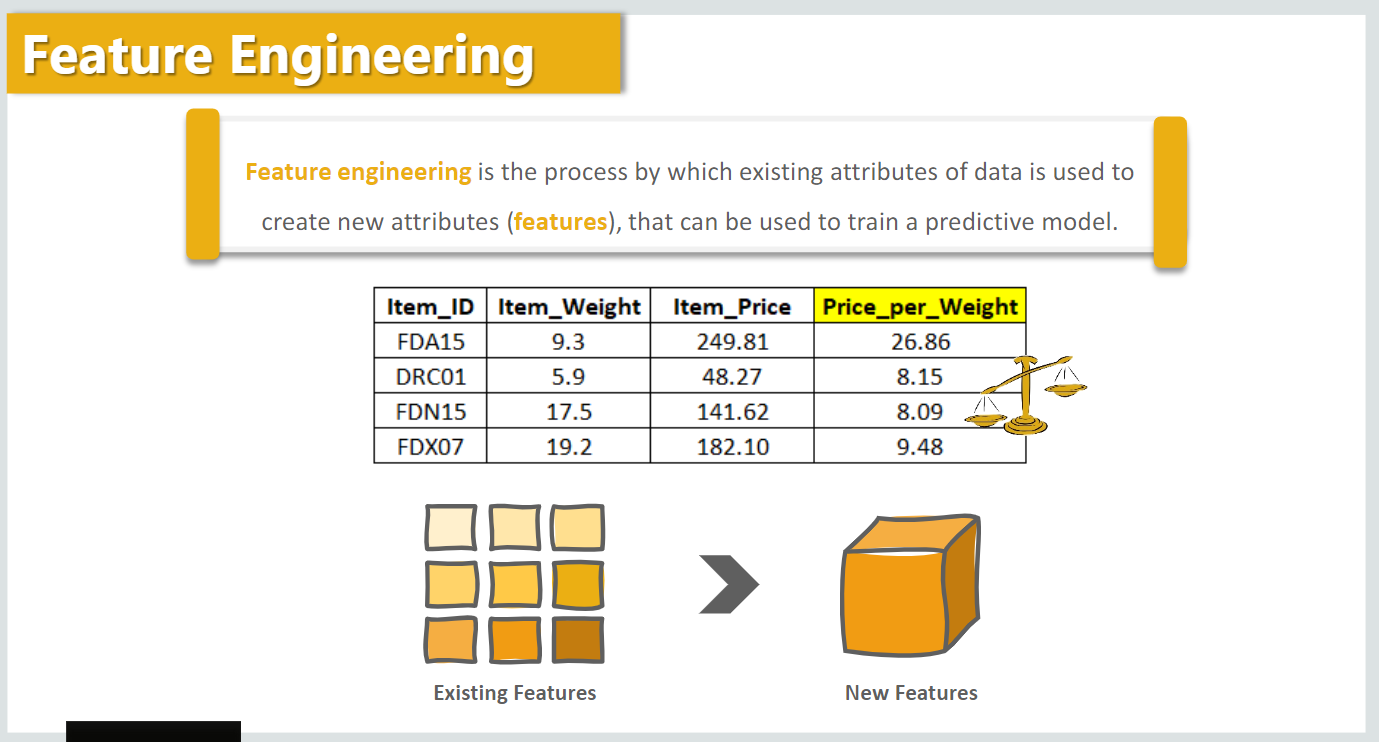 Feature Engineering
Feature engineering is the process by which existing attributes of data is used to
create new attributes (features), that can be used to train a predictive model.
Item_ID Item_Weight Item_Price Price_per_Weight
FDA15 9.3 249.81 26.86
DRC01 5.9 48.27 8.15
FDN15 17.5 141.62 8.09
FDX07 19.2 182.10 9.48
Existing Features New Features